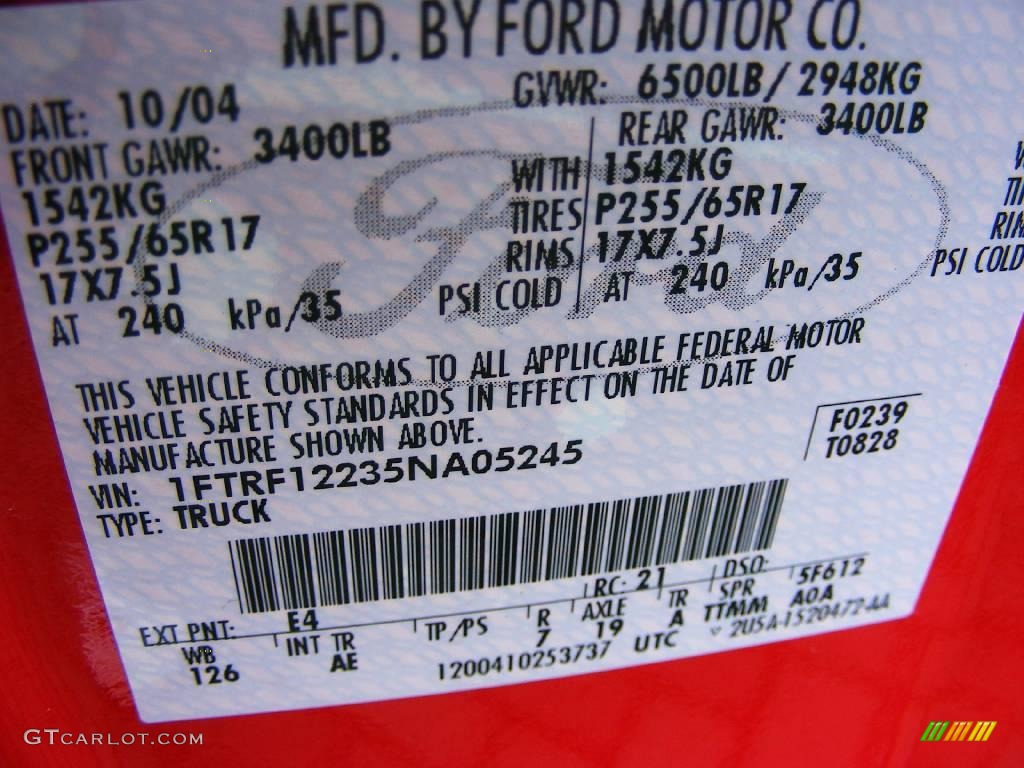 MFD. BY FORD MOTOR CO.
DATE: 10/04 GVWR: 6500LB/ 2948KG
FRONT GAWR: 3400LB REAR GAWR: 3400LB
1542KG WITH 1542KG
P255/65R17 TIRES P255/65R17
17X7.5J RIMS 17X7.5J
AT 240 kPa/35 PSI COLD AT 240 kPa/35 PSI COLD
Ford
THIS VEHICLE CONFORMS TO ALL APPLICABLE FEDERAL MOTOR
VEHICLE SAFETY STANDARDS IN EFFECT ON THE DATE OF
MANUFACTURE SHOWN ABOVE.
F0239
T0828
VIN: 1FTRF12235NA05245
TYPE: TRUCK
EXT PNT: E4 RC: 21 DSO: 5F612
WB INT TR TP/PS R AXLE TR SPR
126 AE 7 19 A TTMM A0A
1200410253737 UTC 2U5A-1520472-AA
GTCARLOT.COM